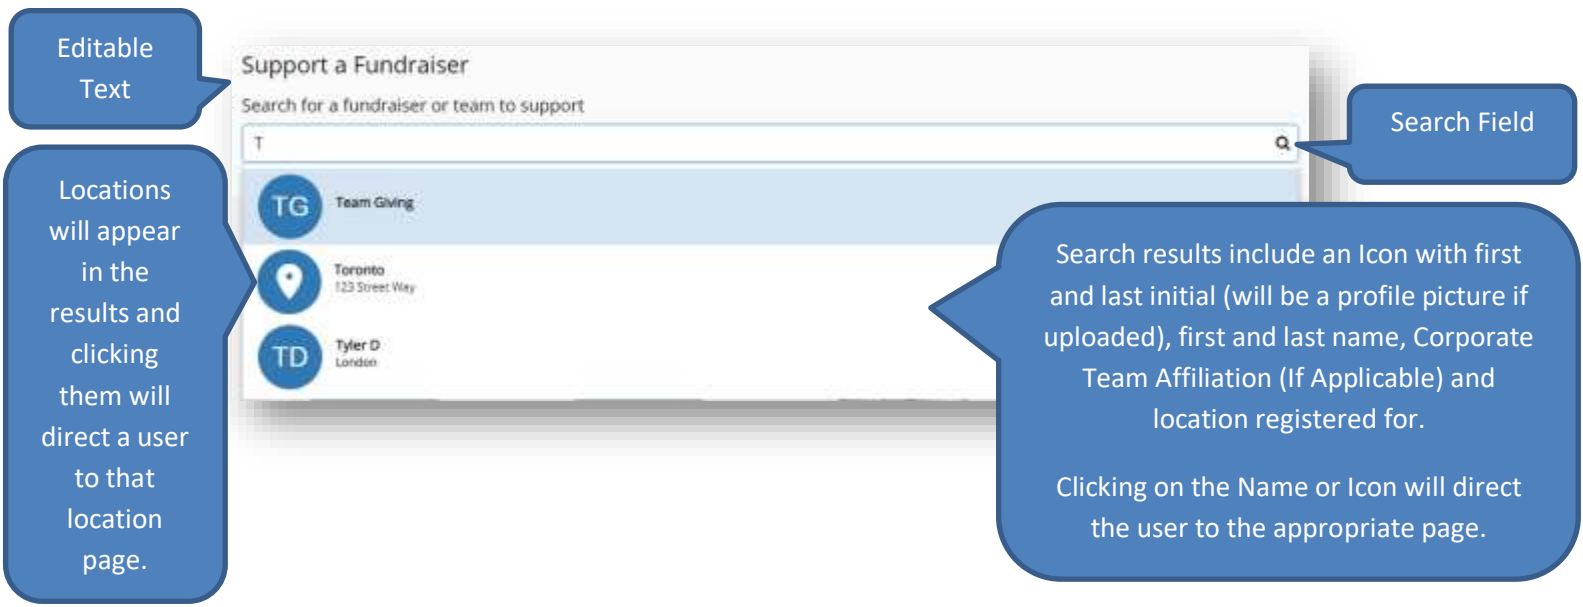 Editable
Text
Support a Fundraiser
Search for a fundraiser or team to support
T
Search Field
TG
Team Giving
Toronto
123 Street Way
TD
Tyler D
London
Locations
will appear
in the
results and
clicking
them will
direct a user
to that
location
page.
Search results include an Icon with first
and last initial (will be a profile picture if
uploaded), first and last name, Corporate
Team Affiliation (If Applicable) and
location registered for.
Clicking on the Name or Icon will direct
the user to the appropriate page.